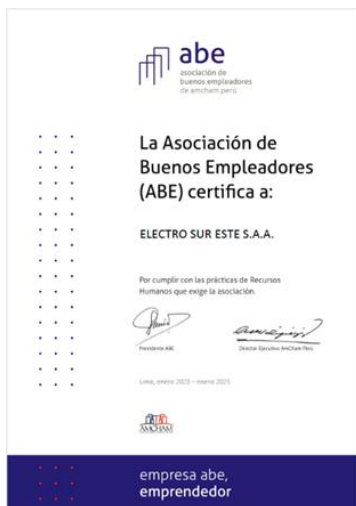 abe
asociación de
buenos empleadores
de amcham perú
La Asociación de
Buenos Empleadores
(ABE) certifica a:
ELECTRO SUR ESTE S.A.A.
Por cumplir con las prácticas de Recursos
Humanos que exige la asociación.
Presidente ABE
Director Ejecutivo AmCham Perú
Lima, enero 2023 – enero 2025
AMCHAM
empresa abe,
emprendedor